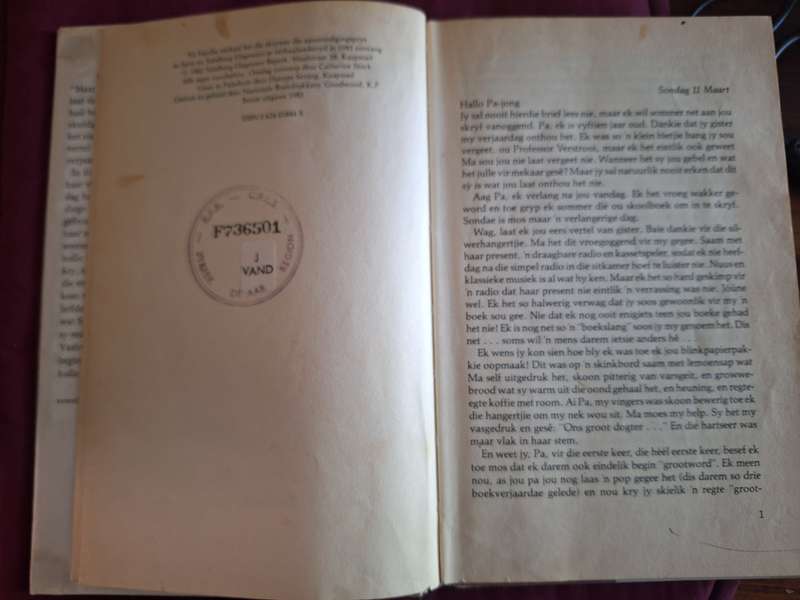 Eerste uitgawe 1983
F736501
J
VAND
DE AAR
REGION
Sondag 11 Maart
Hallo Pa-jong
Jy sal nooit hierdie brief lees nie, maar ek wil sommer net aan jou
skryf vanoggend. Pa, ek is vyftien jaar oud. Dankie dat jy gister
my verjaardag onthou het. Ek was so 'n klein bietjie bang jy sou
vergeet, ou Professor Verstrooi, maar ek het eintlik ook geweet
Ma sou jou nie laat vergeet nie. Wanneer het sy jou gebel en wat
het julle vir mekaar gesê? Maar jy sal natuurlik nooit erken dat dit
sý is wat jou laat onthou het nie.
Aag Pa, ek verlang na jou vandag. Ek het vroeg wakker ge-
word en toe gryp ek sommer die ou skoolboek om in te skryf.
Sondae is mos maar 'n verlangerige dag.
Wag, laat ek jou eers vertel van gister. Baie dankie vir die sil-
werhangertjie. Ma het dit vroegoggend vir my gegee. Saam met
haar present, 'n draagbare radio en kassetspeler, sodat ek nie heel-
dag na die simpel radio in die sitkamer hoef te luister nie. Nuus en
klassieke musiek is al wat hy ken. Maar ek het so hard geskimp vir
'n radio dat haar present nie eintlik 'n verrassing was nie. Joune
wel. Ek het so halwerig verwag dat jy soos gewoonlik vir my 'n
boek sou gee. Nie dat ek nog ooit enigiets teen jou boeke gehad
het nie! Ek is nog net so 'n "boekslang" soos jy my genoem het. Dis
net . . . soms wil 'n mens darem ietsie anders hê . . .
Ek wens jy kon sien hoe bly ek was toe ek jou blinkpapierpak-
kie oopmaak! Dit was op 'n skinkbord saam met lemoensap wat
Ma self uitgedruk het, skoon pitterig van varsgeit, en growwe-
brood wat sy warm uit die oond gehaal het, en heuning, en reg-
egte koffie met room. Ai Pa, my vingers was skoon bewerig toe ek
die hangertjie om my nek wou sit. Ma moes my help. Sy het my
vasgedruk en gesê: "Ons groot dogter . . ." En die hartseer was
maar vlak in haar stem.
En weet jy, Pa, vir die eerste keer, die héél eerste keer, besef ek
toe mos dat ek darem ook eindelik begin "grootword". Ek meen
nou, as jou pa jou nog laas 'n pop gegee het (dis darem so drie
boekverjaardae gelede) en nou kry jy skielik 'n regte "groot-
1